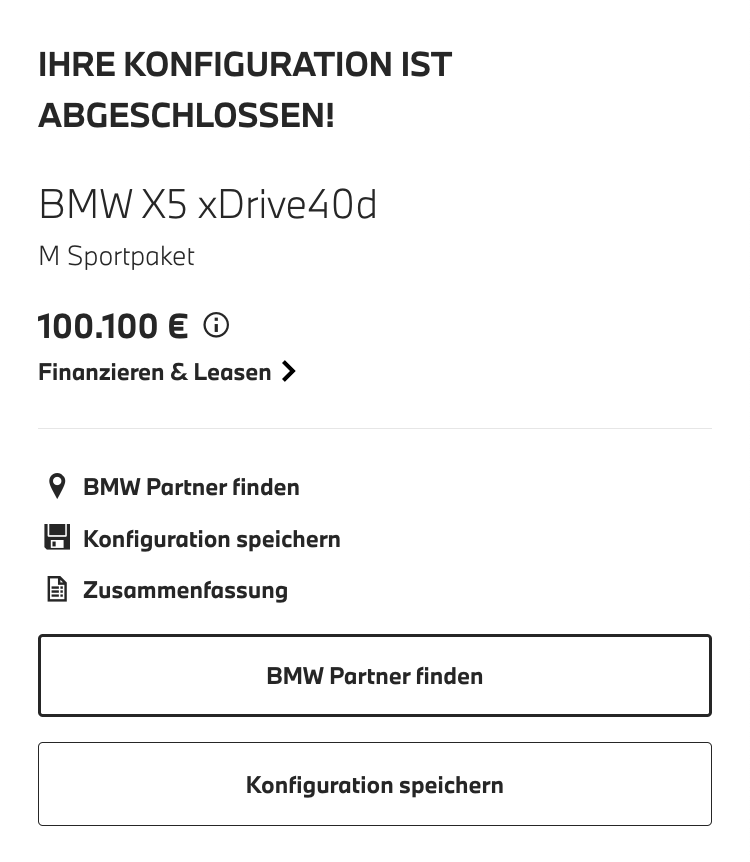 IHRE KONFIGURATION IST
ABGESCHLOSSEN!
BMW X5 xDrive40d
M Sportpaket
100.100 €
Finanzieren & Leasen
BMW Partner finden
Konfiguration speichern
Zusammenfassung
BMW Partner finden
Konfiguration speichern